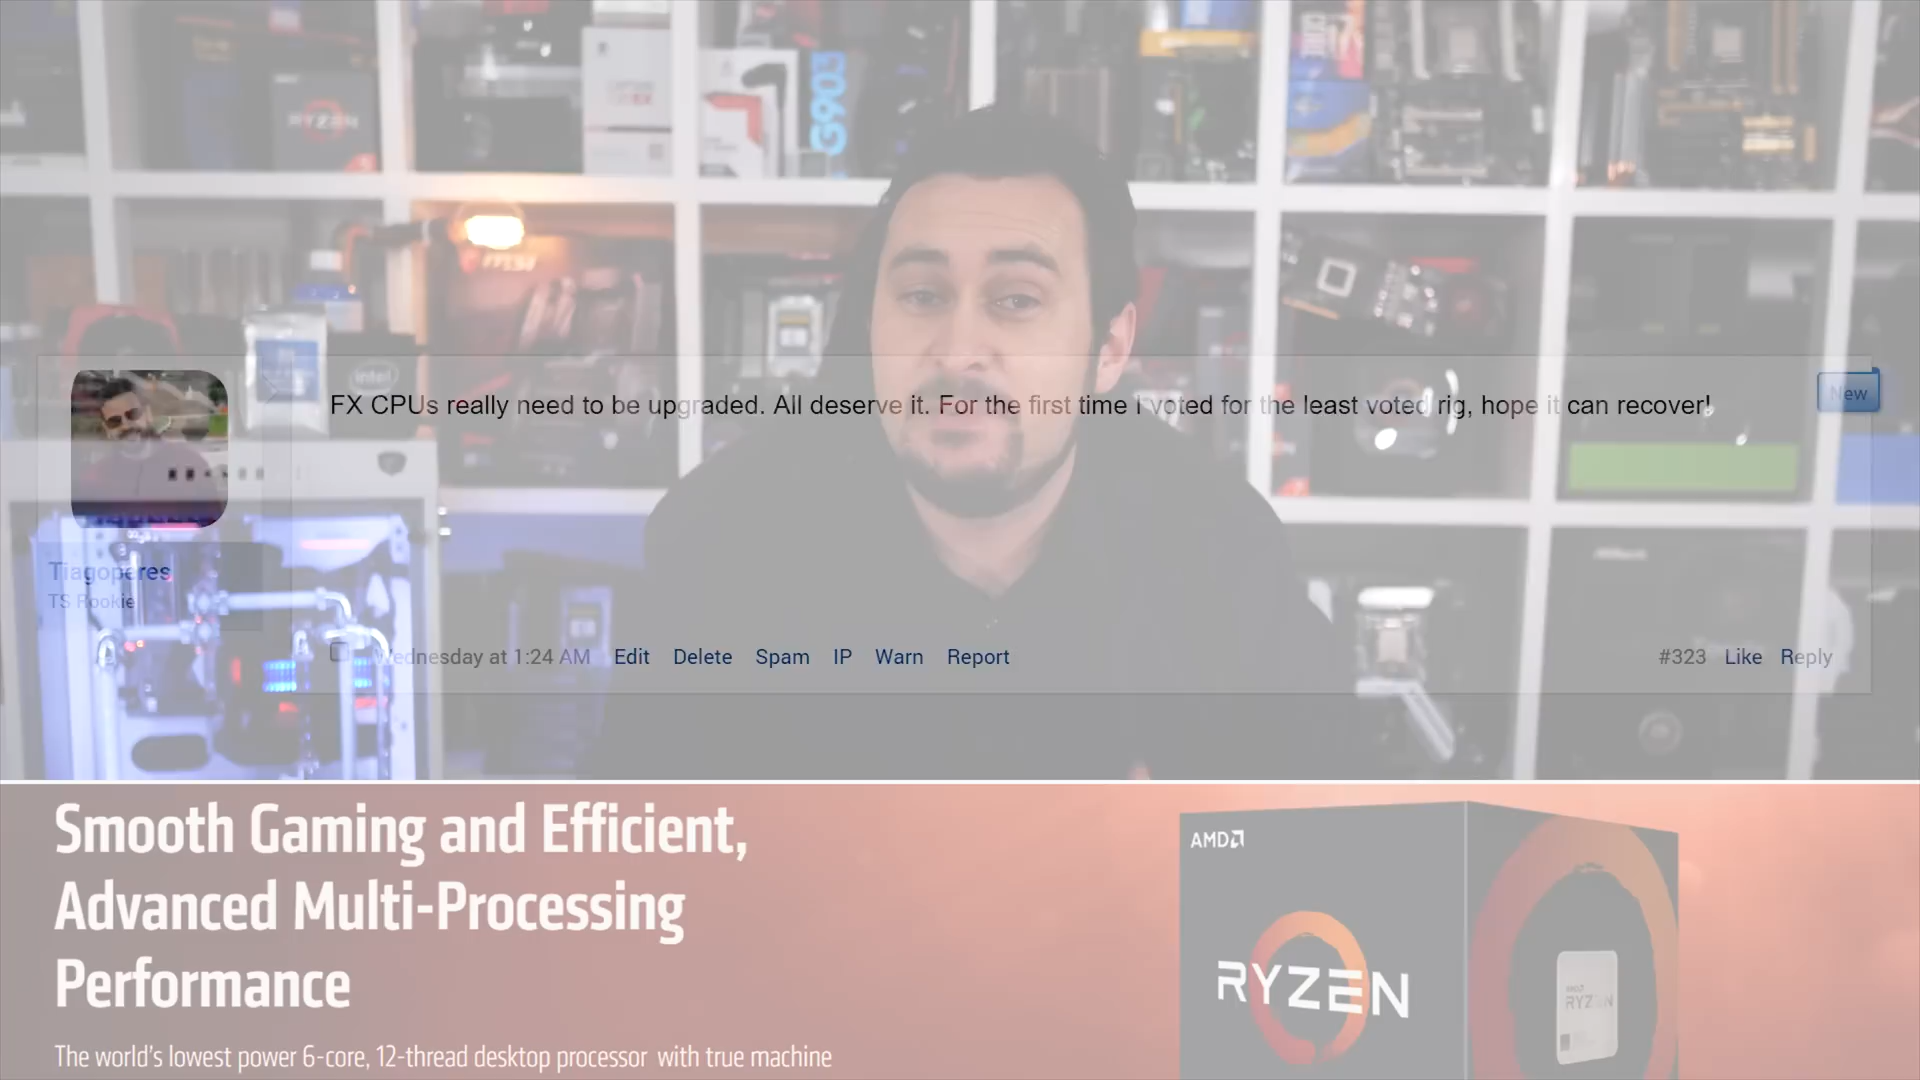 RYZEN
G903
intel
FX CPUs really need to be upgraded. All deserve it. For the first time I voted for the least voted rig, hope it can recover!
New
Tiagoperes
TS Rookie
Wednesday at 1:24 AM Edit Delete Spam IP Warn Report
#323 Like Reply
Smooth Gaming and Efficient,
Advanced Multi-Processing
Performance
The world's lowest power 6-core, 12-thread desktop processor with true machine
AMD
RYZEN
AMD
RYZEN